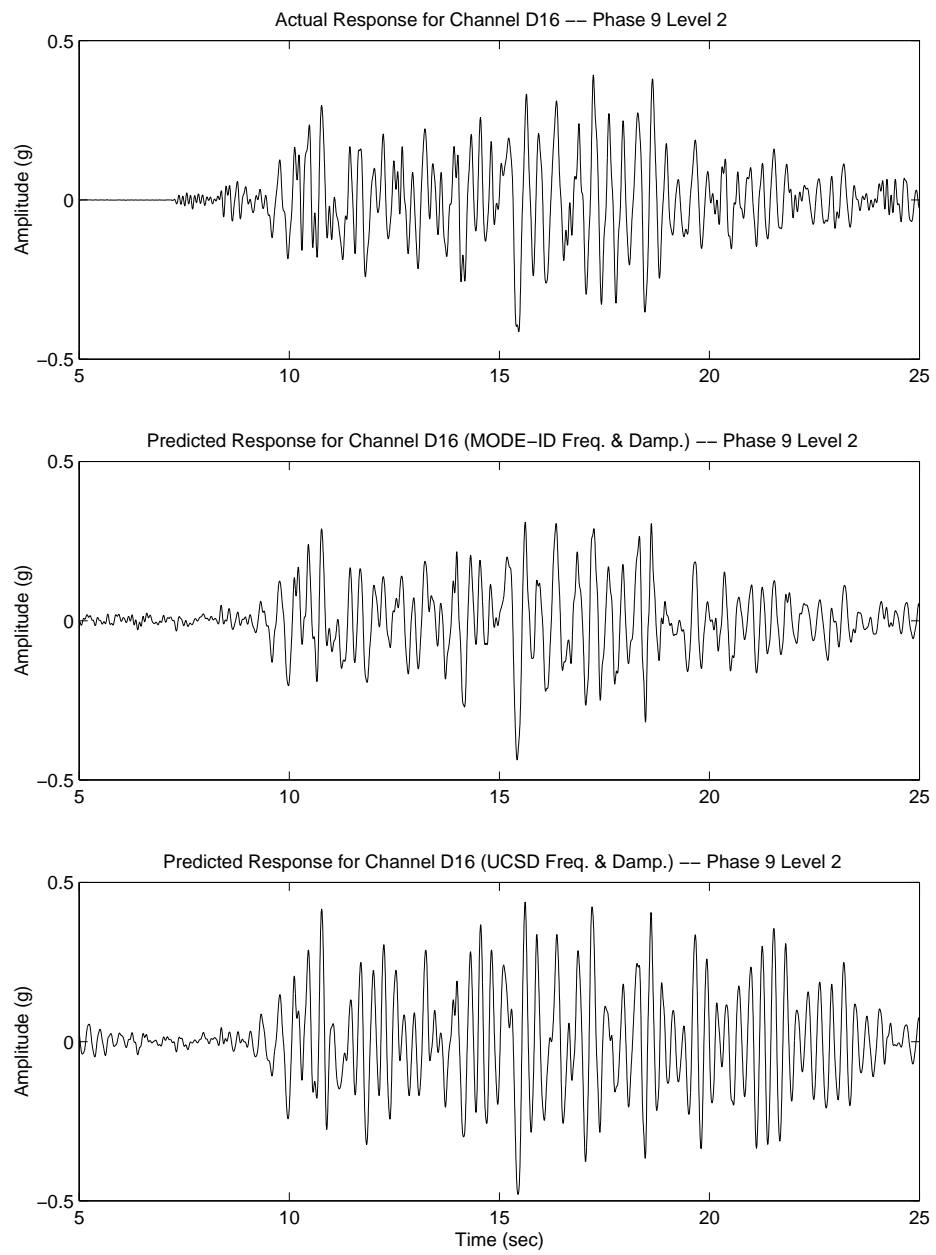 Actual Response for Channel D16 −− Phase 9 Level 2
0.5
Amplitude (g)
0
−0.5
5 10 15 20 25
Predicted Response for Channel D16 (MODE−ID Freq. & Damp.) −− Phase 9 Level 2
0.5
Amplitude (g)
0
−0.5
5 10 15 20 25
Predicted Response for Channel D16 (UCSD Freq. & Damp.) −− Phase 9 Level 2
0.5
Amplitude (g)
0
−0.5
5 10 15 20 25
Time (sec)